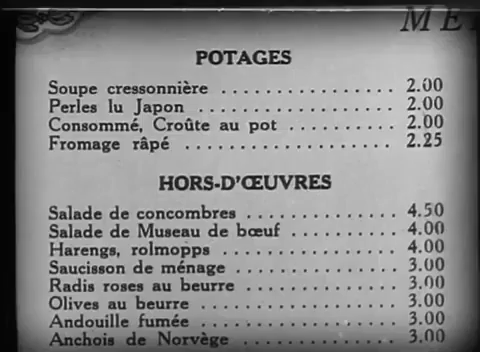 POTAGES
Soupe cressonnière ................. 2.00
Perles lu Japon .................... 2.00
Consommé, Croûte au pot ............ 2.00
Fromage râpé ....................... 2.25
HORS-D'ŒUVRES
Salade de concombres ............... 4.50
Salade de Museau de bœuf ........... 4.00
Harengs, rolmopps .................. 4.00
Saucisson de ménage ................ 3.00
Radis roses au beurre .............. 3.00
Olives au beurre ................... 3.00
Andouille fumée .................... 3.00
Anchois de Norvège ................. 3.00